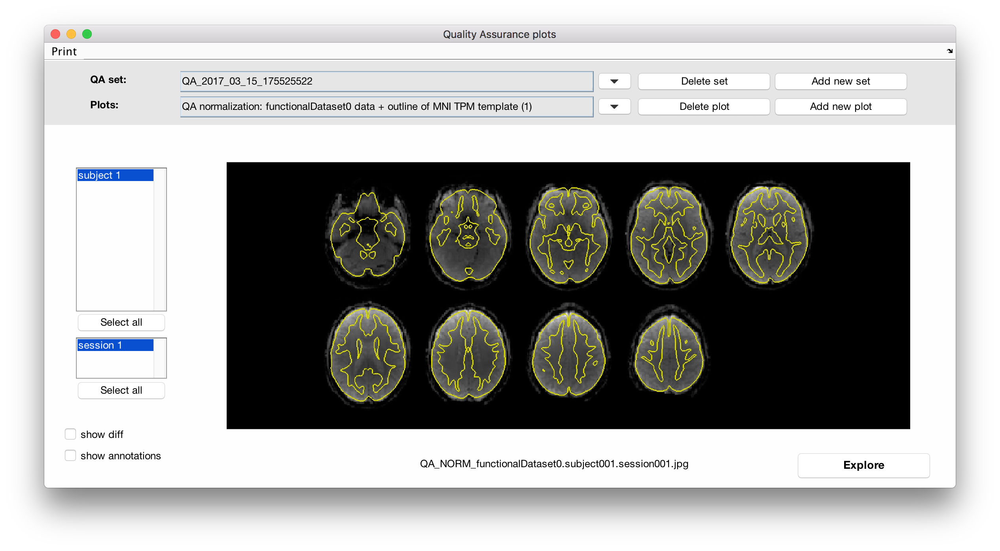 Quality Assurance plots
Print
QA set:
QA_2017_03_15_175525522
Delete set
Add new set
Plots:
QA normalization: functionalDataset0 data + outline of MNI TPM template (1)
Delete plot
Add new plot
subject 1
Select all
session 1
Select all
show diff
show annotations
QA_NORM_functionalDataset0.subject001.session001.jpg
Explore